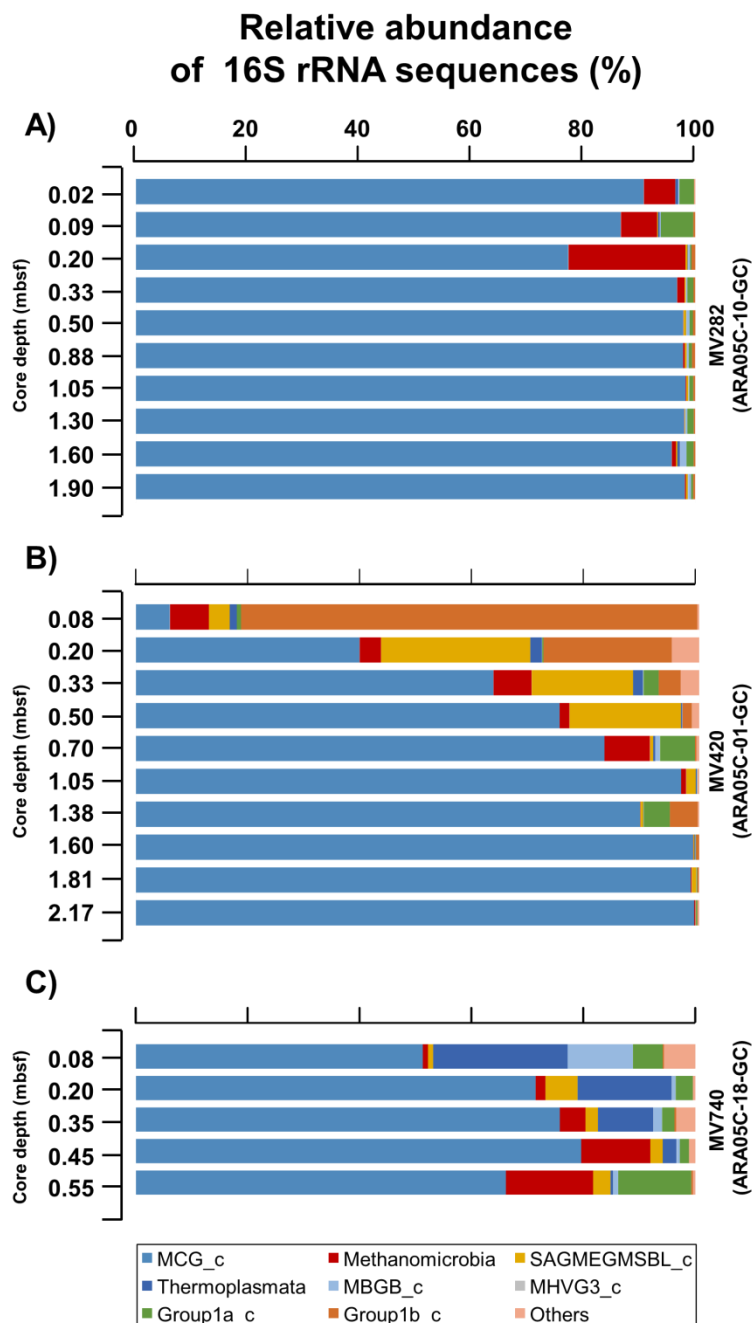 Relative abundance
of 16S rRNA sequences (%)
A)
0 20 40 60 80 100
0.02
0.09
0.20
0.33
0.50
0.88
1.05
1.30
1.60
1.90
Core depth (mbsf)
MV282
(ARA05C-10-GC)
B)
0.08
0.20
0.33
0.50
0.70
1.05
1.38
1.60
1.81
2.17
Core depth (mbsf)
MV420
(ARA05C-01-GC)
C)
0.08
0.20
0.35
0.45
0.55
Core depth (mbsf)
MV740
(ARA05C-18-GC)
MCG_c Methanomicrobia SAGMEGMSBL_c
Thermoplasmata MBGB_c MHVG3_c
Group1a_c Group1b_c Others